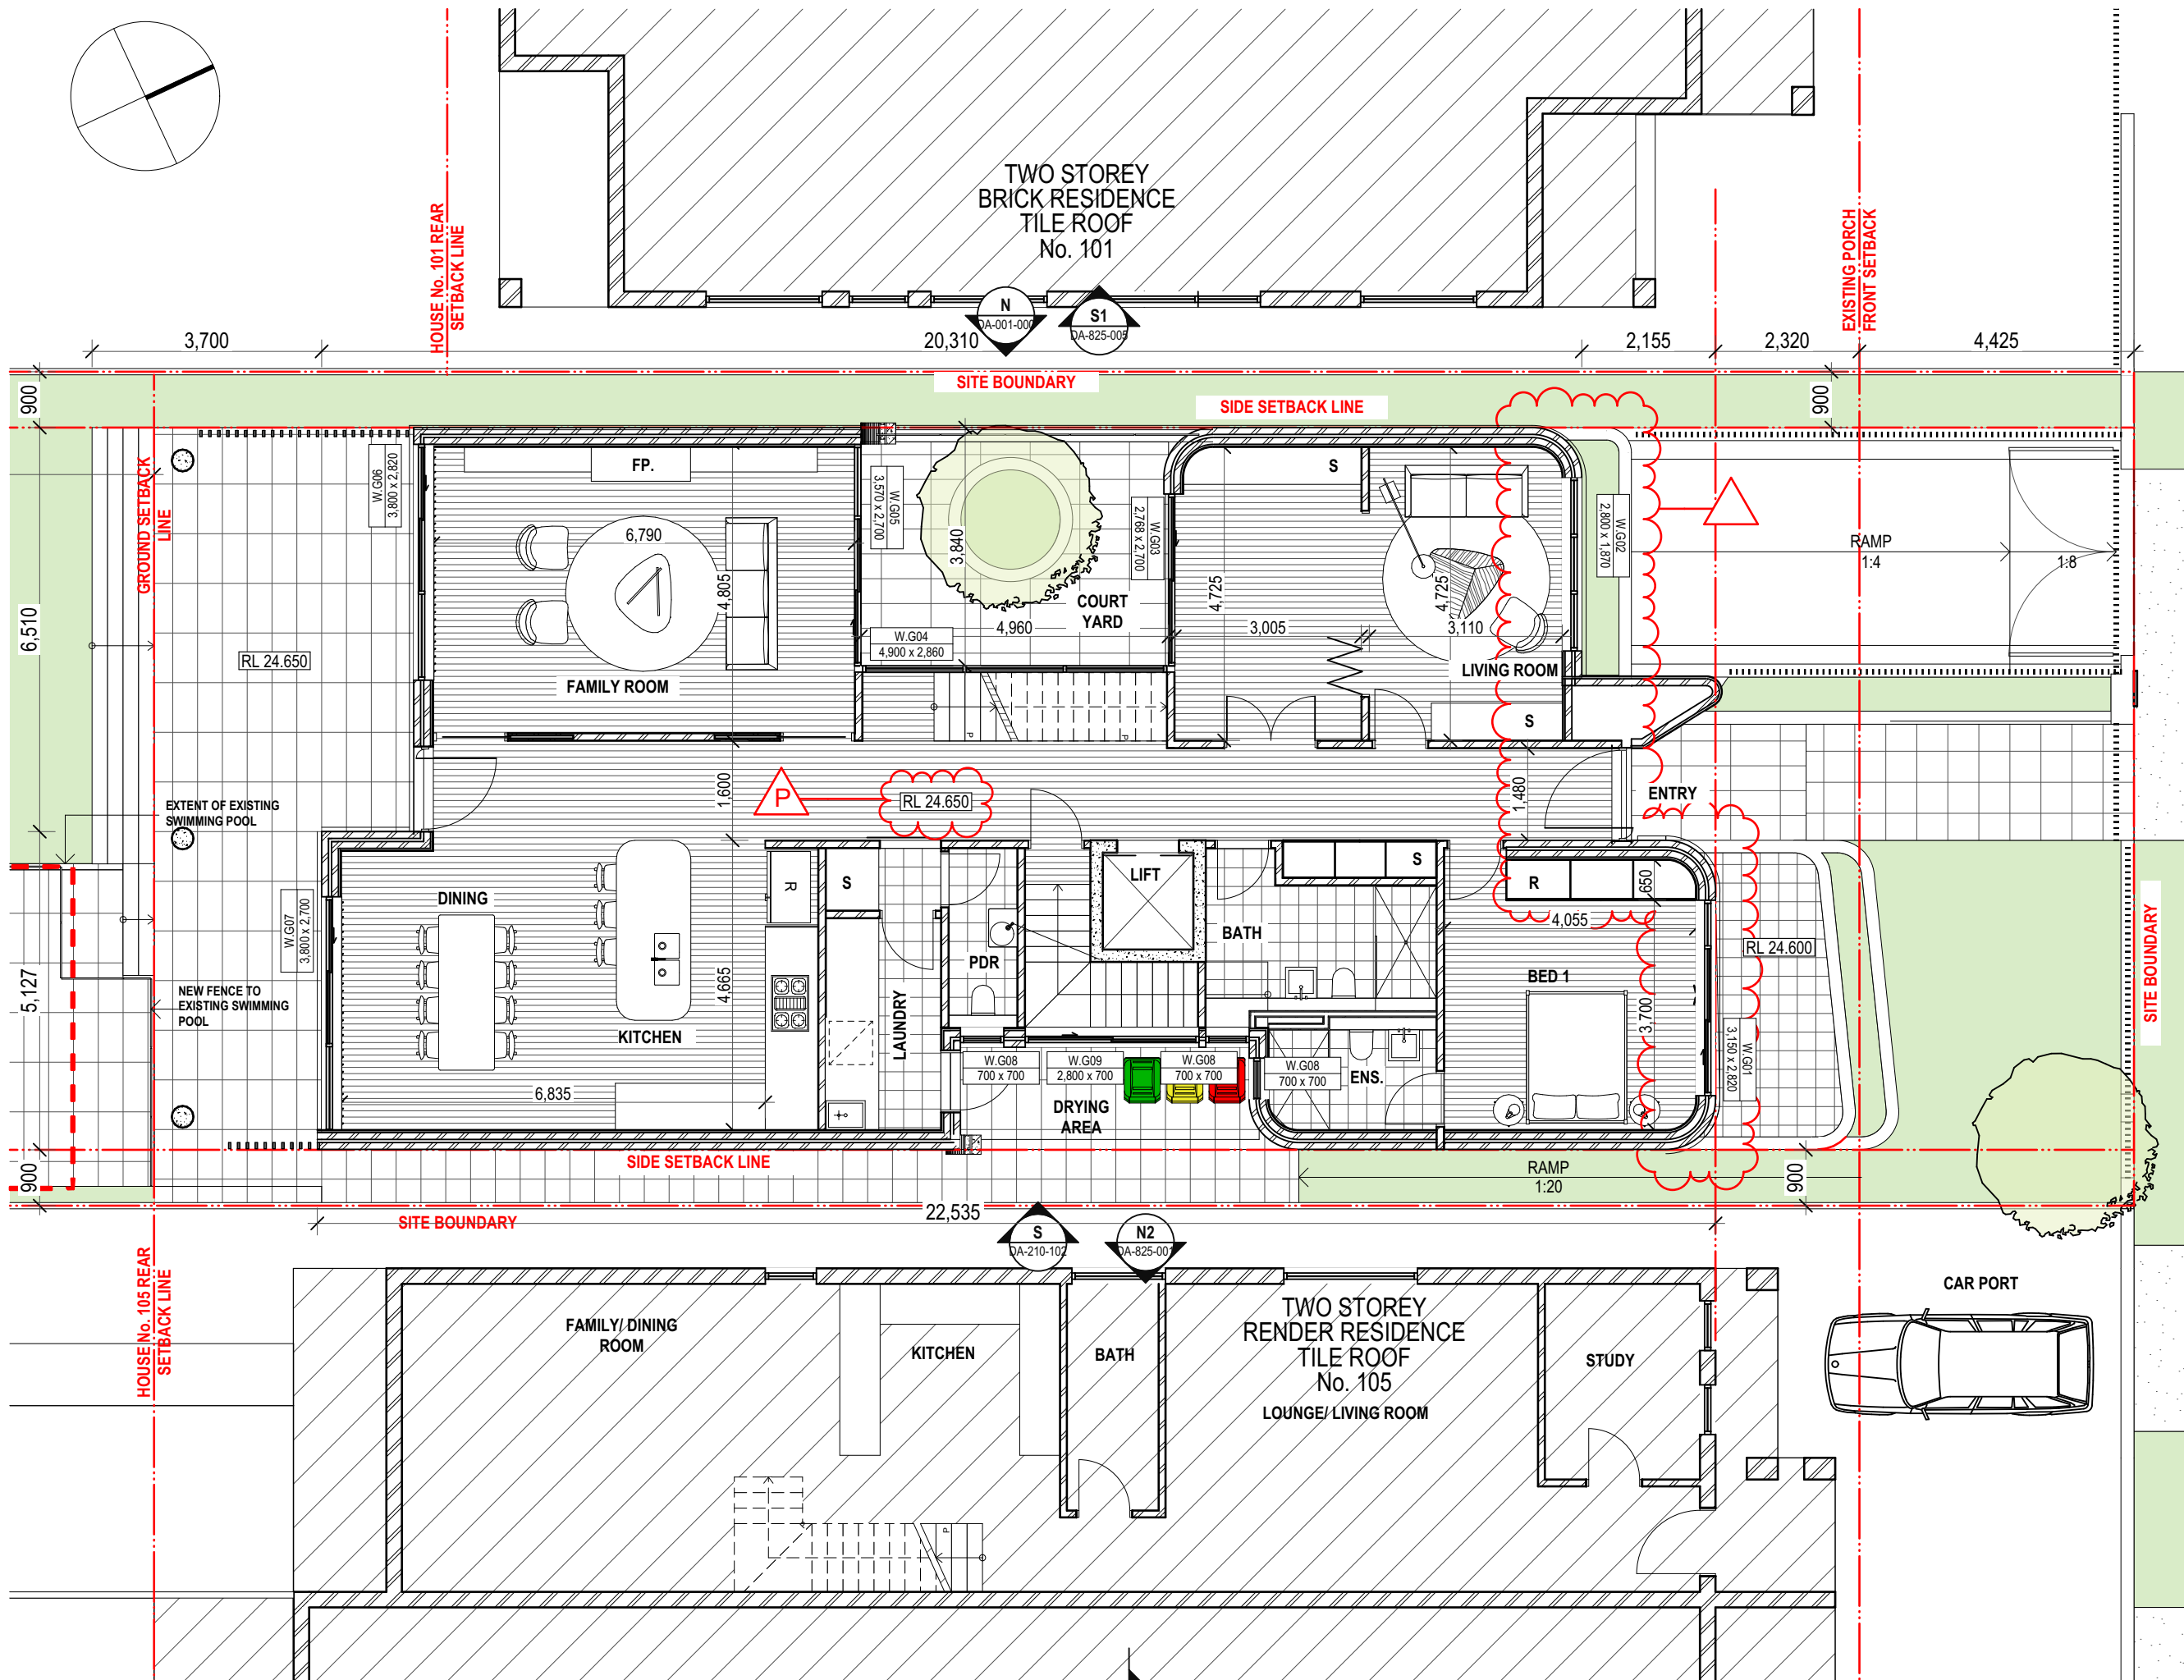 TWO STOREY
BRICK RESIDENCE
TILE ROOF
No. 101
HOUSE No. 101 REAR
SETBACK LINE
EXISTING PORCH
FRONT SETBACK
N
DA-001-000
S1
DA-825-005
3,700
20,310
2,155
2,320
4,425
900
SITE BOUNDARY
SIDE SETBACK LINE
900
GROUND SETBACK
LINE
W.G06
3,800 x 2,820
FP.
W.G05
3,570 x 2,700
3,840
W.G03
2,768 x 2,700
S
W.G02
2,800 x 1,870
6,790
4,805
COURT
YARD
4,725
4,725
RAMP
1:4
1:8
6,510
RL 24.650
W.G04
4,900 x 2,860
4,960
3,005
3,110
FAMILY ROOM
LIVING ROOM
S
P
P
EXTENT OF EXISTING
SWIMMING POOL
1,600
P
RL 24.650
1,480
ENTRY
DINING
R
S
LIFT
S
R
650
4,055
W.G07
3,800 x 2,700
BATH
RL 24.600
SITE BOUNDARY
PDR
BED 1
4,665
5,127
NEW FENCE TO
EXISTING SWIMMING
POOL
KITCHEN
LAUNDRY
3,700
W.G01
3,150 x 2,820
W.G08
700 x 700
W.G09
2,800 x 700
W.G08
700 x 700
W.G08
700 x 700
ENS.
6,835
DRYING
AREA
900
SIDE SETBACK LINE
RAMP
1:20
900
SITE BOUNDARY
22,535
S
DA-210-102
N2
DA-825-001
HOUSE No. 105 REAR
SETBACK LINE
CAR PORT
FAMILY/ DINING
ROOM
KITCHEN
BATH
TWO STOREY
RENDER RESIDENCE
TILE ROOF
No. 105
LOUNGE/ LIVING ROOM
STUDY
P